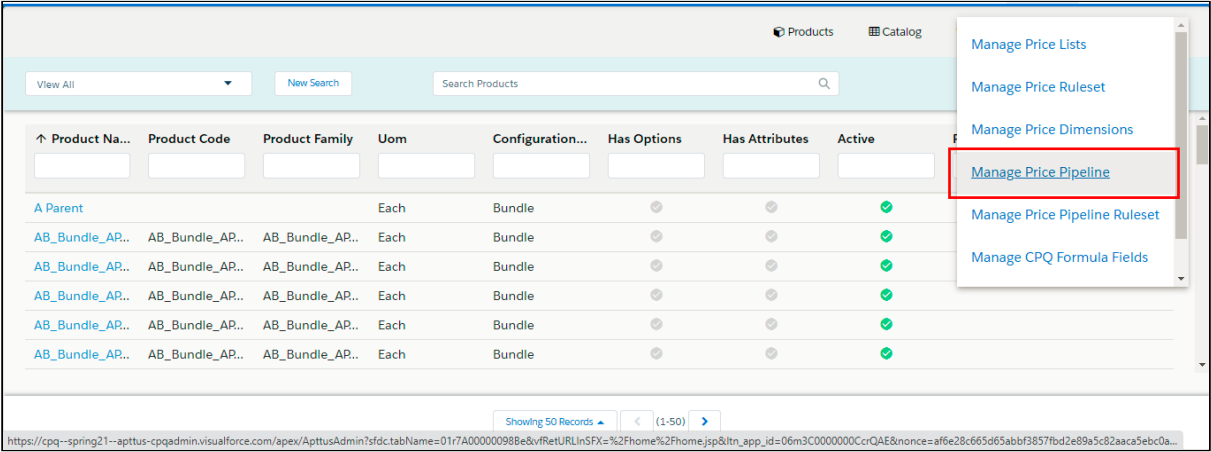 Products
Catalog
Manage Price Lists
Manage Price Ruleset
Manage Price Dimensions
Manage Price Pipeline
Manage Price Pipeline Ruleset
Manage CPQ Formula Fields
View All
New Search
Search Products
Product Na... Product Code Product Family Uom Configuration... Has Options Has Attributes Active
A Parent Each Bundle
AB_Bundle_AP... AB_Bundle_AP... AB_Bundle_AP... Each Bundle
AB_Bundle_AP... AB_Bundle_AP... AB_Bundle_AP... Each Bundle
AB_Bundle_AP... AB_Bundle_AP... AB_Bundle_AP... Each Bundle
AB_Bundle_AP... AB_Bundle_AP... AB_Bundle_AP... Each Bundle
AB_Bundle_AP... AB_Bundle_AP... AB_Bundle_AP... Each Bundle
Showing 50 Records (1-50)
https://cpq--spring21--apttus-cpqadmin.visualforce.com/apex/ApttusAdmin?sfdc.tabName=01r7A00000098Be&vfRetURLInSFX=%2Fhome%2Fhome.jsp&ltn_app_id=06m3C0000000CcrQAE&nonce=af6e28c665d65abbf3857fbd2e89a5c82aaca5ebc0a...